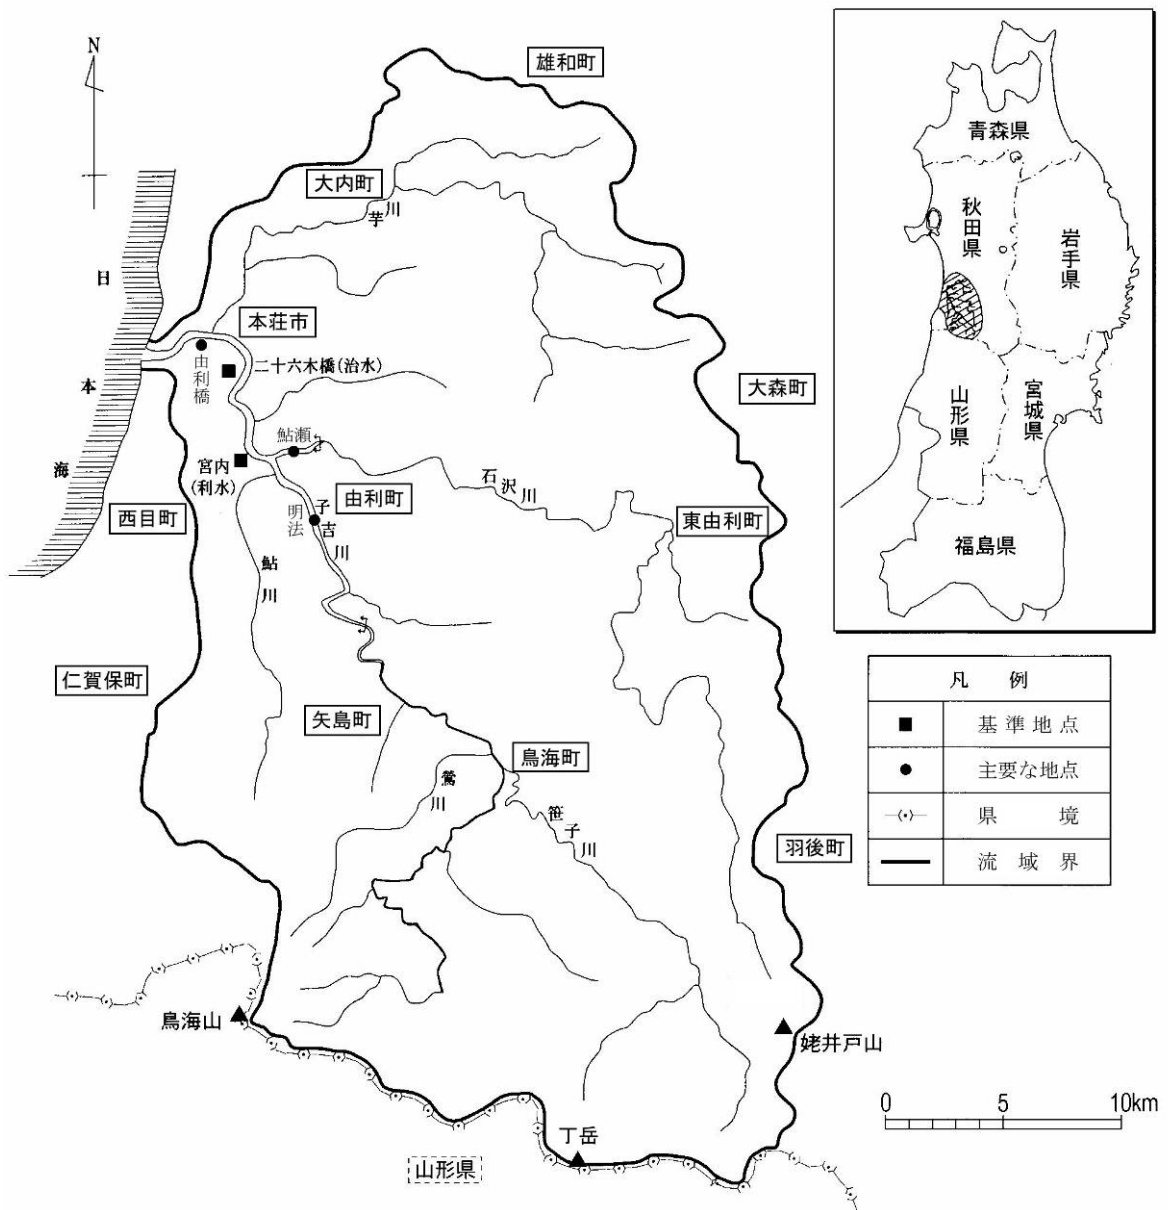 N
雄和町
大内町
芋川
日本海
本荘市
由利橋
二十六木橋(治水)
大森町
鮎瀬
宮内
(利水)
石沢川
西目町
由利町
明法
子吉川
東由利町
鮎川
仁賀保町
矢島町
鳥海町
鶯川
笹子川
羽後町
鳥海山
姥井戸山
丁岳
山形県
青森県
秋田県
岩手県
山形県
宮城県
福島県
凡例
基準地点
主要な地点
県境
流域界
0 5 10km